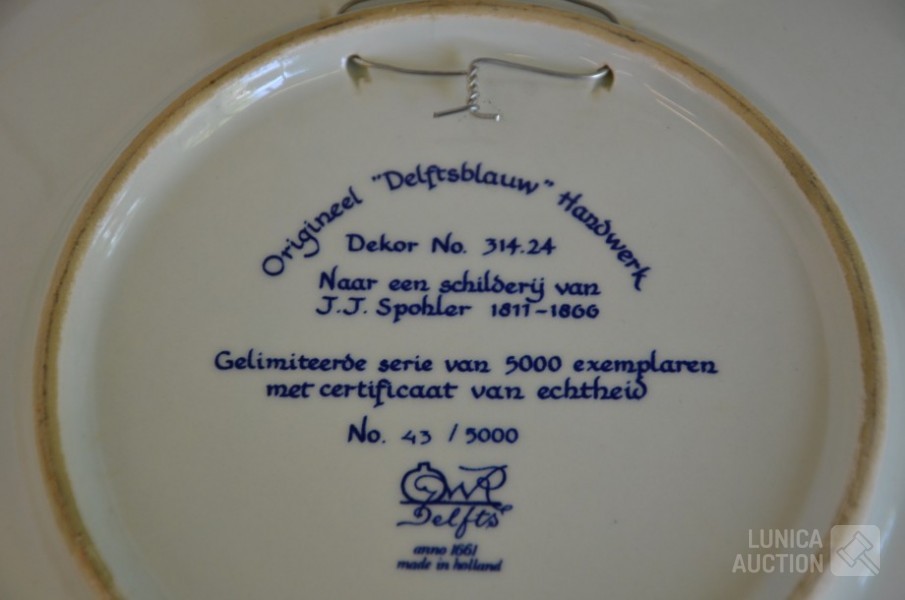 Origineel "Delftsblauw" Handwerk
Dekor No. 314.24
Naar een schilderij van
J.J. Spohler 1811-1866
Gelimiteerde serie van 5000 exemplaren
met certificaat van echtheid
No. 43 / 5000
Delfts
anno 1661
made in holland
LUNICA
AUCTION